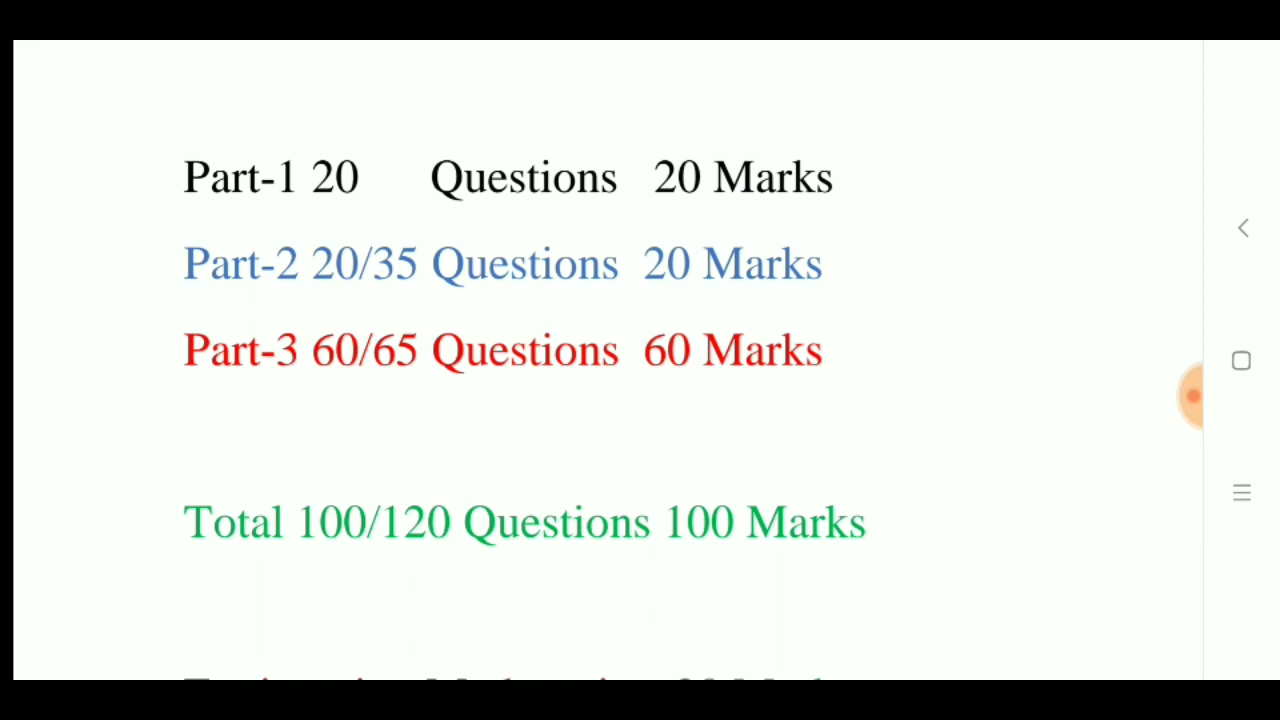 Part-1 20 Questions 20 Marks
Part-2 20/35 Questions 20 Marks
Part-3 60/65 Questions 60 Marks
Total 100/120 Questions 100 Marks